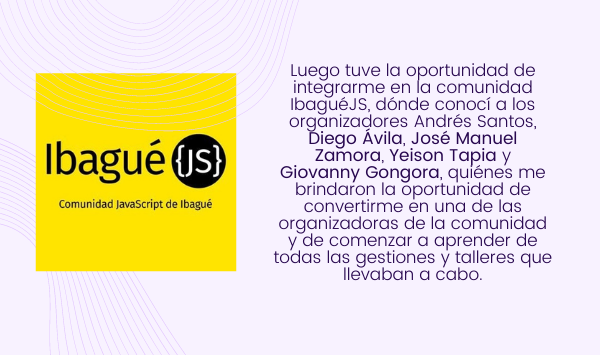 Ibagué {JS}
Comunidad JavaScript de Ibagué
Luego tuve la oportunidad de
integrarme en la comunidad
IbaguéJS, dónde conocí a los
organizadores Andrés Santos,
Diego Ávila, José Manuel
Zamora, Yeison Tapia y
Giovanny Gongora, quiénes me
brindaron la oportunidad de
convertirme en una de las
organizadoras de la comunidad
y de comenzar a aprender de
todas las gestiones y talleres que
llevaban a cabo.